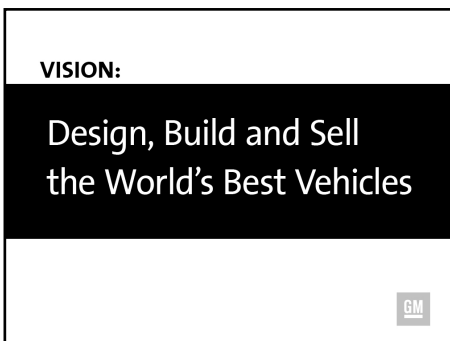 VISION:
Design, Build and Sell
the World’s Best Vehicles
GM